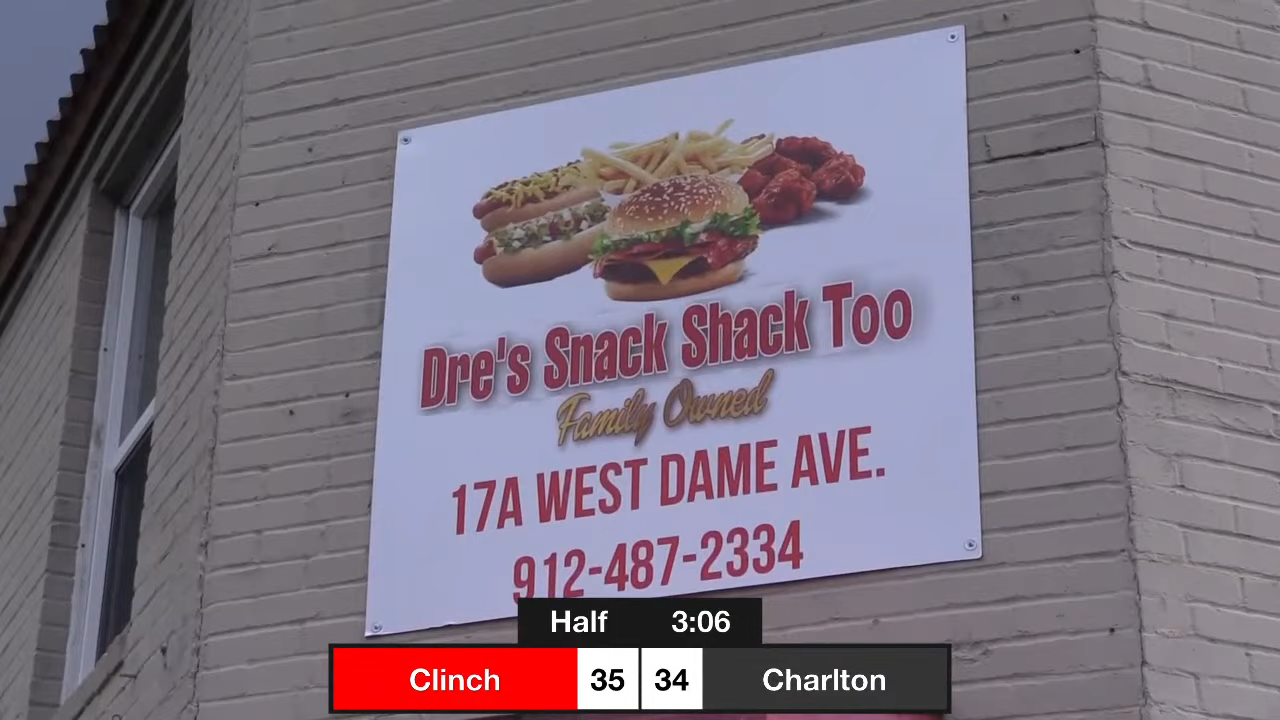 Dre's Snack Shack Too
Family Owned
17A WEST DAME AVE.
912-487-2334
Half 3:06
Clinch 35 34 Charlton